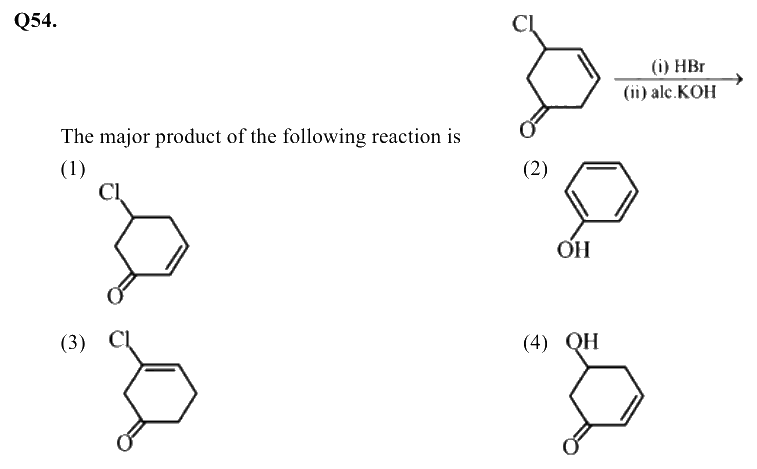 Q54.
Cl
(i) HBr
(ii) alc.KOH
O
The major product of the following reaction is
(1)
Cl
O
(2)
OH
(3)
Cl
O
(4)
OH
O